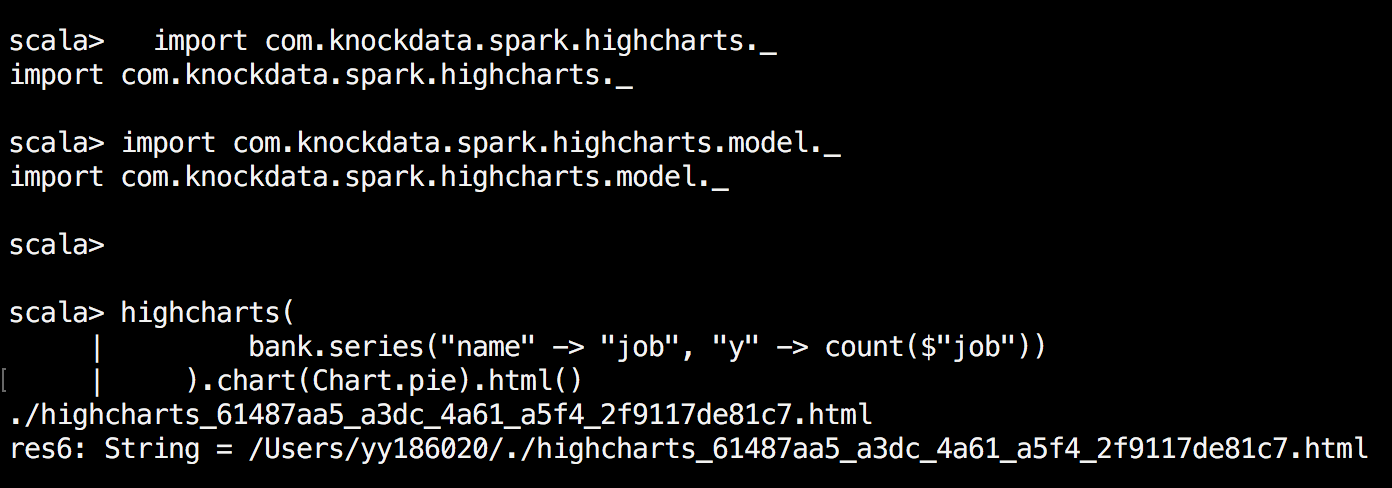 scala>   import com.knockdata.spark.highcharts._
import com.knockdata.spark.highcharts._
scala> import com.knockdata.spark.highcharts.model._
import com.knockdata.spark.highcharts.model._
scala>
scala> highcharts(
     |         bank.series("name" -> "job", "y" -> count($"job"))
[    |     ).chart(Chart.pie).html()
./highcharts_61487aa5_a3dc_4a61_a5f4_2f9117de81c7.html
res6: String = /Users/yy186020/./highcharts_61487aa5_a3dc_4a61_a5f4_2f9117de81c7.html